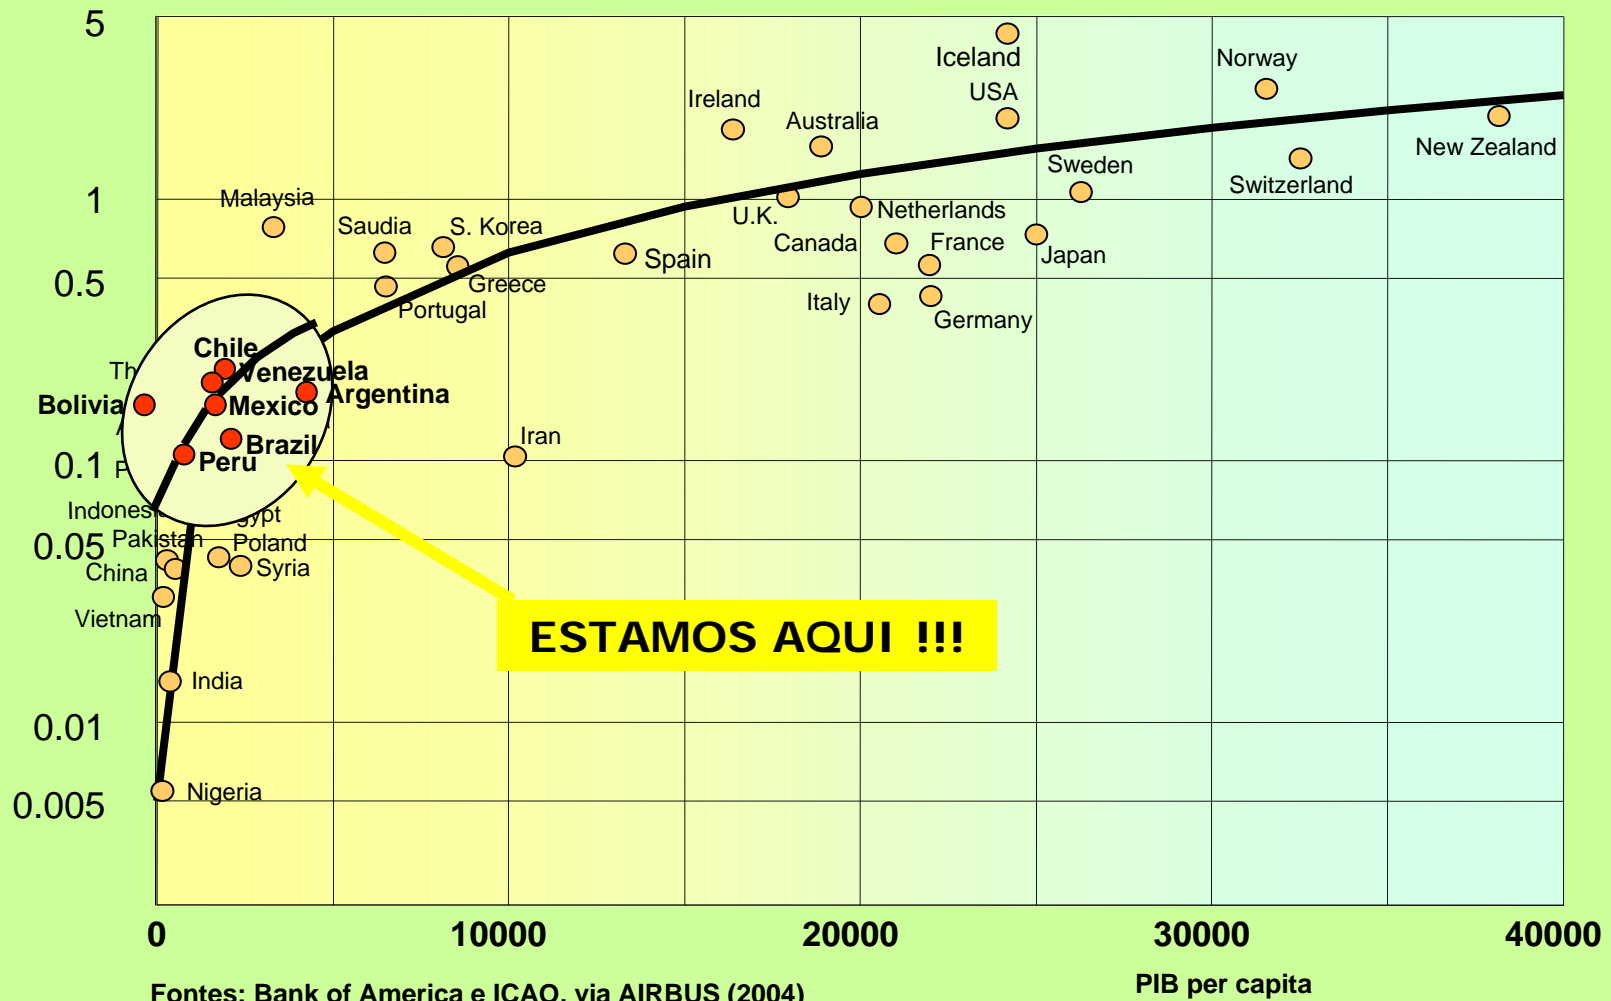 5
Iceland
Norway
USA
Ireland
Australia
New Zealand
Sweden
Switzerland
Malaysia
1
U.K.
Netherlands
Saudia
S. Korea
Canada
France
Japan
Spain
0.5
Greece
Portugal
Italy
Germany
Chile
Venezuela
Argentina
Bolivia
Mexico
Brazil
Iran
0.1
Peru
Pakistan
0.05
Poland
China
Syria
Vietnam
ESTAMOS AQUI !!!
India
0.01
Nigeria
0.005
0
10000
20000
30000
40000
PIB per capita
Fontes: Bank of America e ICAO, via AIRBUS (2004)